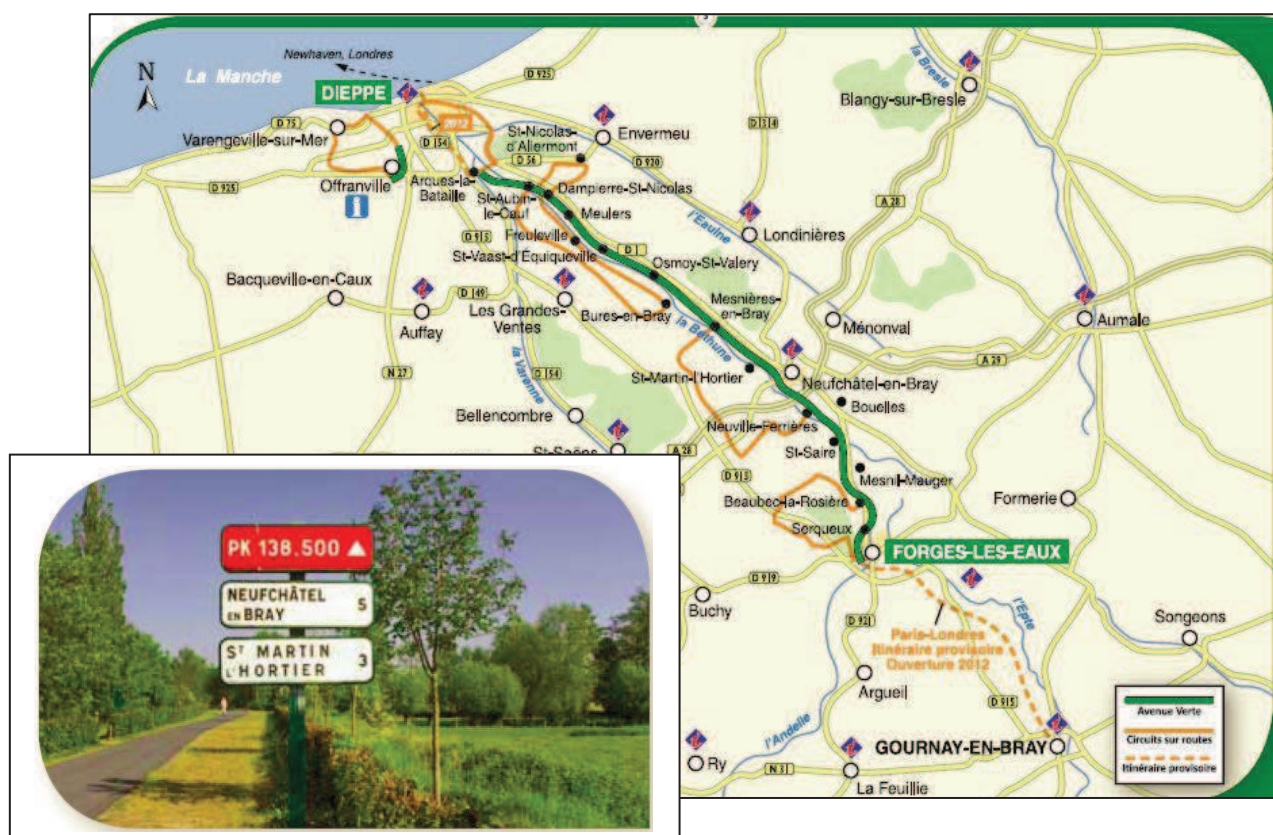 3
Newhaven, Londres
La Manche
N
DIEPPE
D 925
la Bresle
Blangy-sur-Bresle
D 75
Varengeville-sur-Mer
2012
D 154
St-Nicolas-
d'Aliermont
Envermeu
D 314
D 56
D 920
D 925
Offranville
Arques-la-
Bataille
Dampierre-St-Nicolas
A 28
St-Aubin-
le-Cauf
Meulers
l'Eaulne
Londinières
D 915
Freuleville
D 1
St-Vaast-d'Equiqueville
Osmoy-St-Valery
Bacqueville-en-Caux
D 149
Les Grandes-
Ventes
Bures-en-Bray
Mesnières-
en-Bray
Auffay
la Béthune
Ménonval
Aumale
la Varenne
A 29
N 27
D 154
St-Martin-l'Hortier
Neufchâtel-en-Bray
Bouelles
Bellencombre
Neuville-Ferrières
St-Saëns
A 28
St-Saire
D 915
Mesnil-Mauger
Beaubec-la-Rosière
Formerie
Serqueux
FORGES-LES-EAUX
D 919
Buchy
l'Epte
Songeons
D 921
Paris-Londres
Itinéraire provisoire
Ouverture 2012
Argueil
D 915
l'Andelle
GOURNAY-EN-BRAY
Ry
N 31
La Feuillie
Avenue Verte
Circuits sur routes
Itinéraire provisoire
PK 138.500
NEUFCHÂTEL
EN BRAY 5
ST MARTIN
L'HORTIER 3